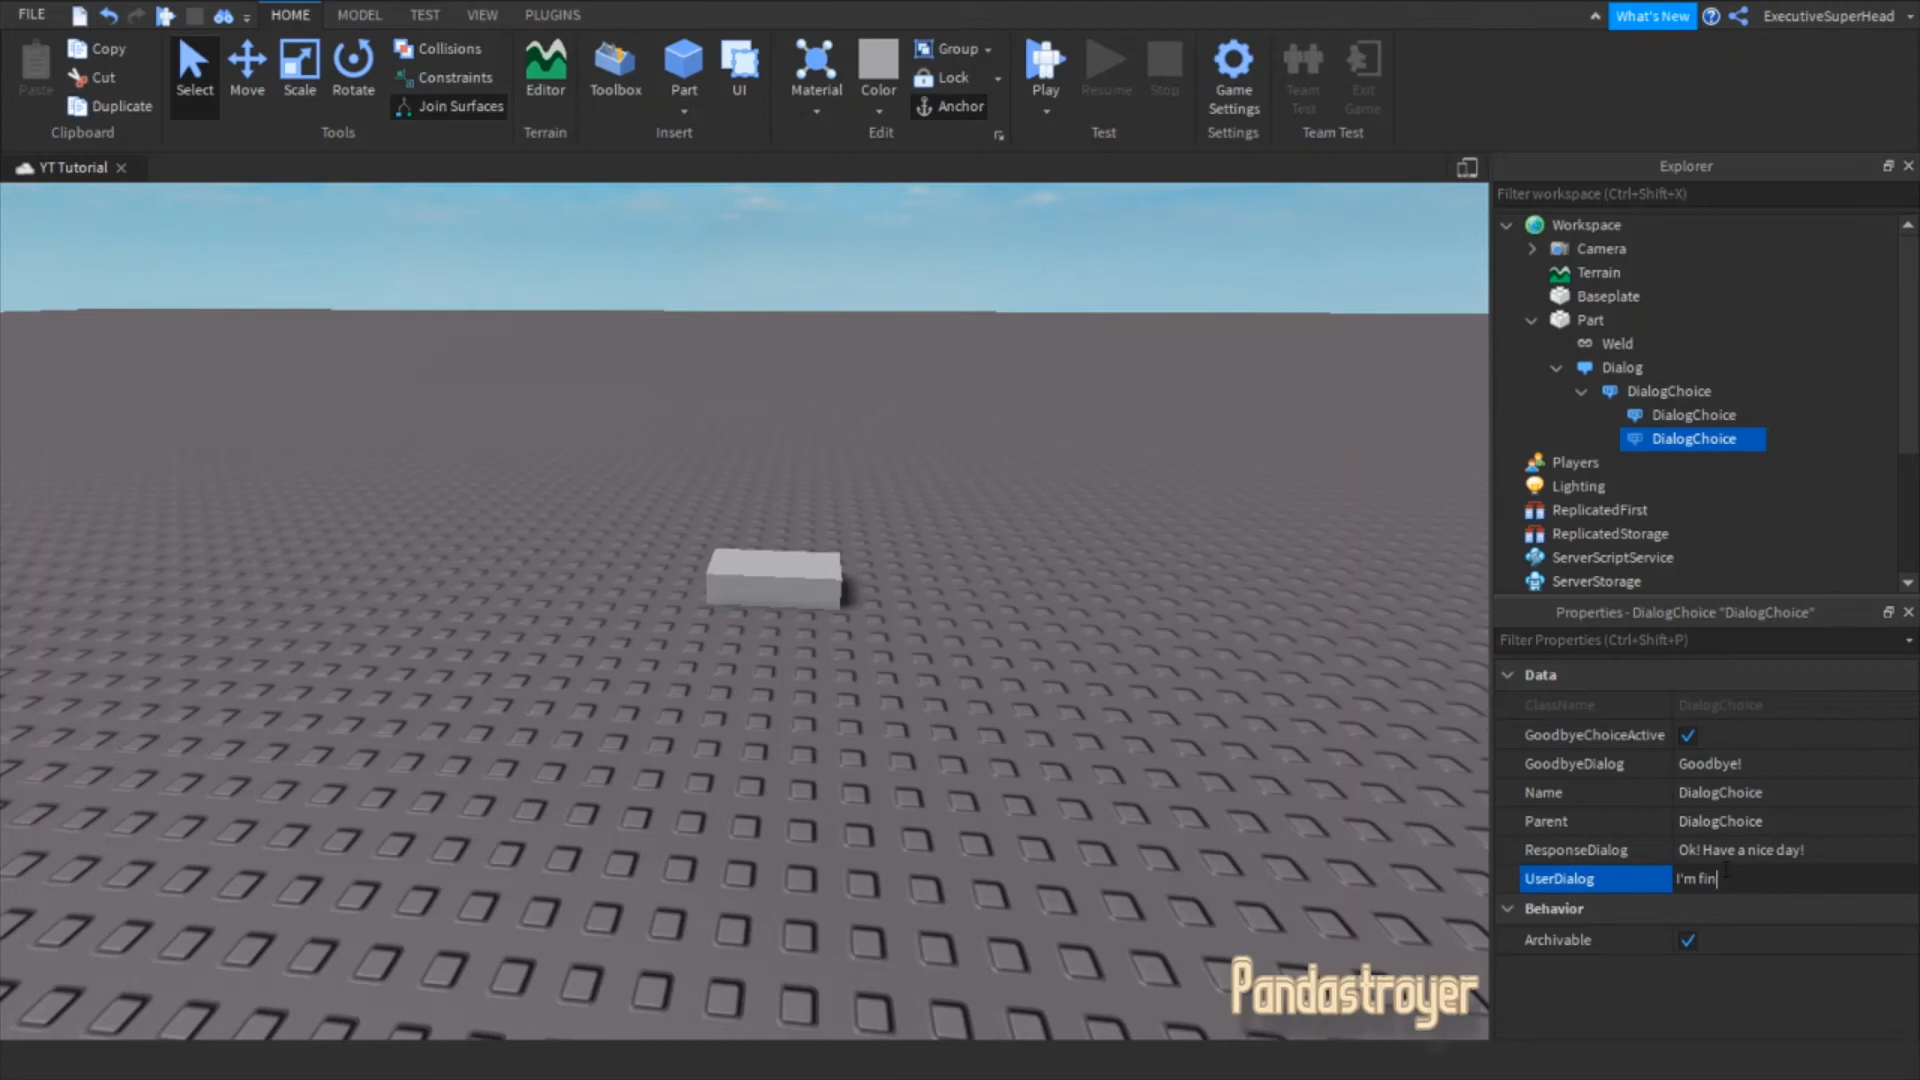 FILE HOME MODEL TEST VIEW PLUGINS What's New ExecutiveSuperHead
Paste Copy Cut Duplicate Select Move Scale Rotate Collisions Constraints Join Surfaces Editor Toolbox Part UI Material Color Group Lock Anchor Play Resume Stop Game Settings Team Test Exit Game
Clipboard Tools Terrain Insert Edit Test Settings Team Test
YT Tutorial
Explorer
Filter workspace (Ctrl+Shift+X)
Workspace
Camera
Terrain
Baseplate
Part
Weld
Dialog
DialogChoice
DialogChoice
DialogChoice
Players
Lighting
ReplicatedFirst
ReplicatedStorage
ServerScriptService
ServerStorage
Properties - DialogChoice "DialogChoice"
Filter Properties (Ctrl+Shift+P)
Data
ClassName DialogChoice
GoodbyeChoiceActive
GoodbyeDialog Goodbye!
Name DialogChoice
Parent DialogChoice
ResponseDialog Ok! Have a nice day!
UserDialog I'm fin
Behavior
Archivable
Pandastroyer